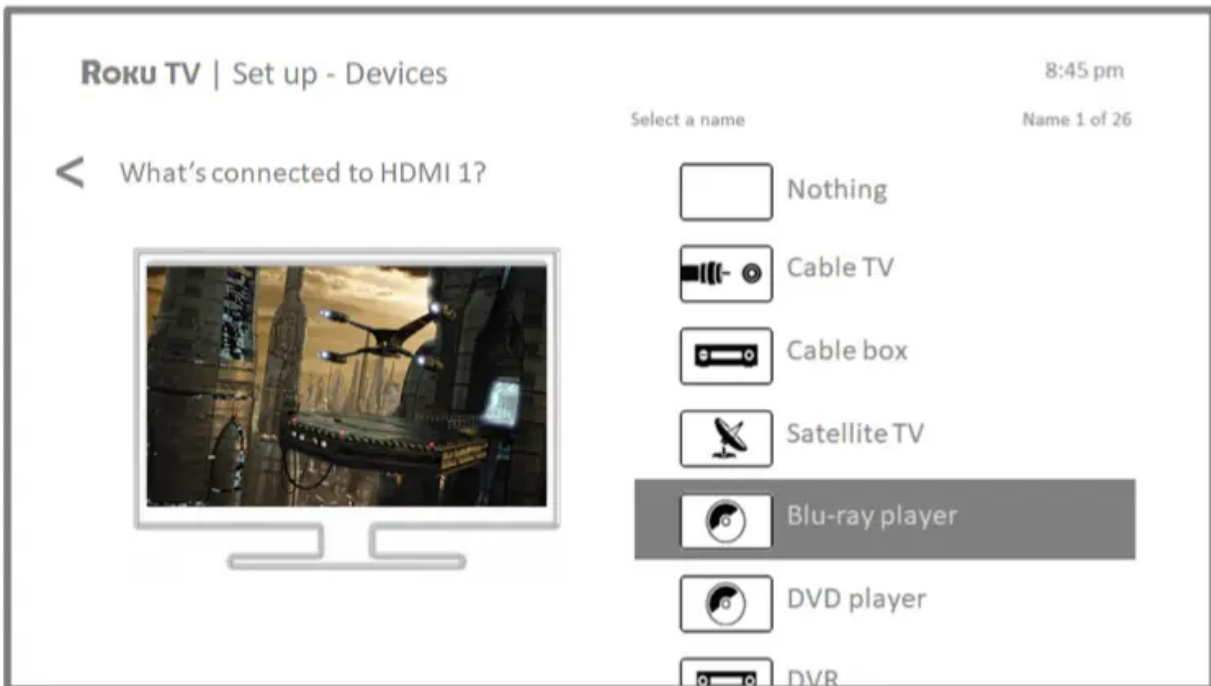 ROKU TV | Set up - Devices
8:45 pm
Select a name
Name 1 of 26
< What's connected to HDMI 1?
Nothing
Cable TV
Cable box
Satellite TV
Blu-ray player
DVD player
DVR